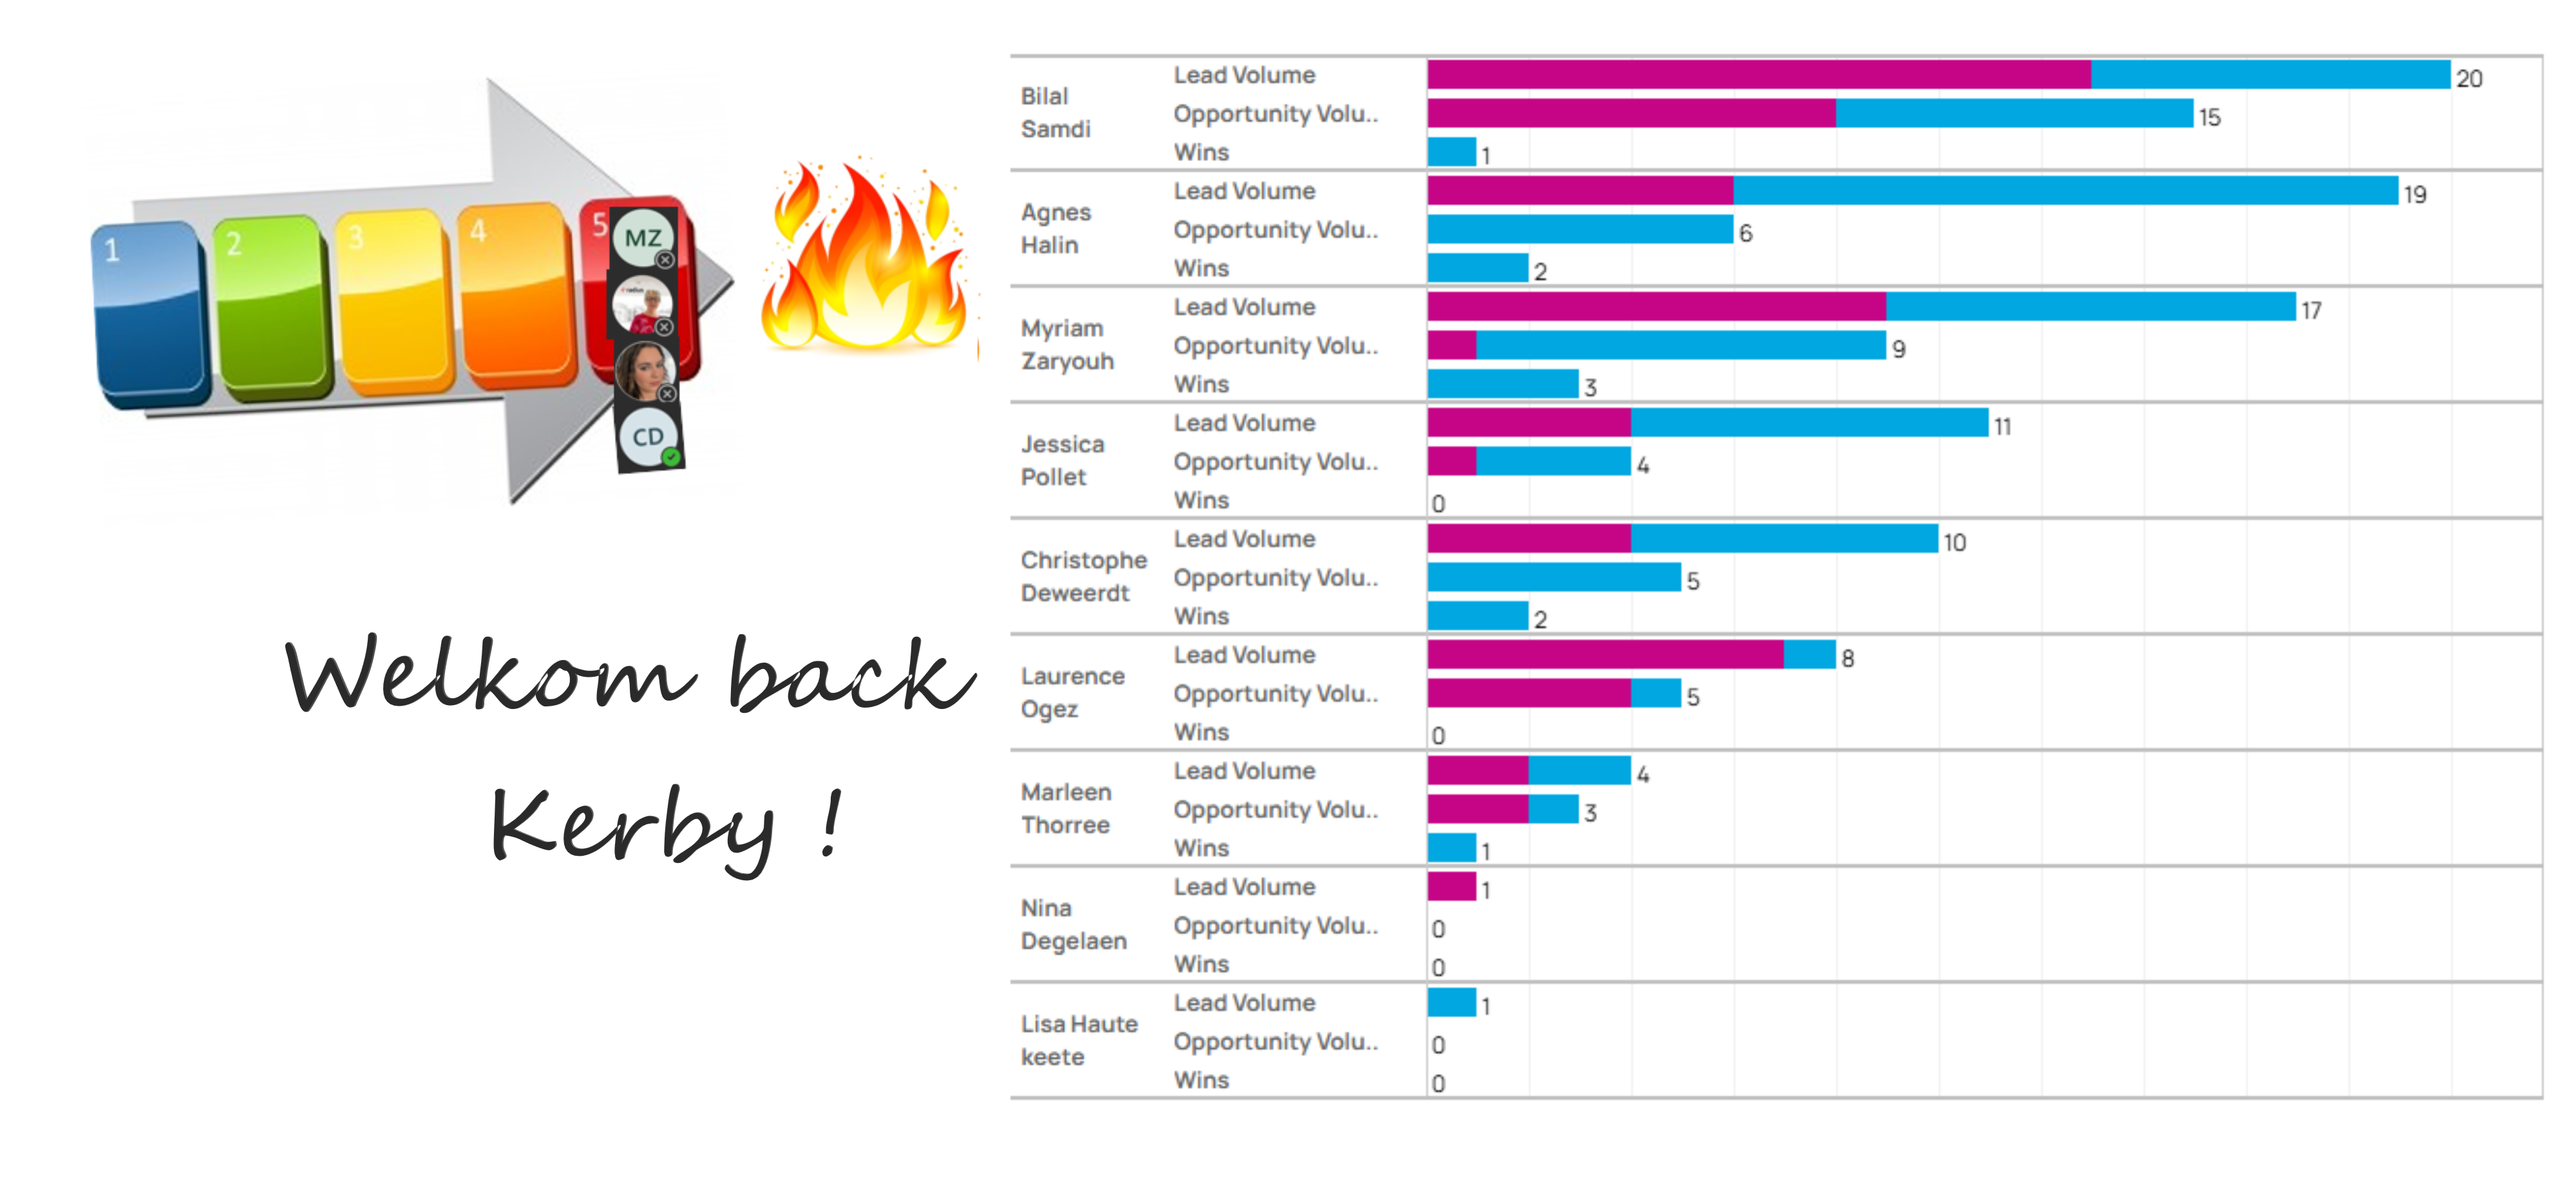 1
2
3
4
5
MZ
CD
Welkom back
Kerby !
Bilal
Samdi
Lead Volume
20
Opportunity Volu..
15
Wins
1
Agnes
Halin
Lead Volume
19
Opportunity Volu..
6
Wins
2
Myriam
Zaryouh
Lead Volume
17
Opportunity Volu..
9
Wins
3
Jessica
Pollet
Lead Volume
11
Opportunity Volu..
4
Wins
0
Christophe
Deweerdt
Lead Volume
10
Opportunity Volu..
5
Wins
2
Laurence
Ogez
Lead Volume
8
Opportunity Volu..
5
Wins
0
Marleen
Thorree
Lead Volume
4
Opportunity Volu..
3
Wins
1
Nina
Degelaen
Lead Volume
1
Opportunity Volu..
0
Wins
0
Lisa Haute
keete
Lead Volume
1
Opportunity Volu..
0
Wins
0